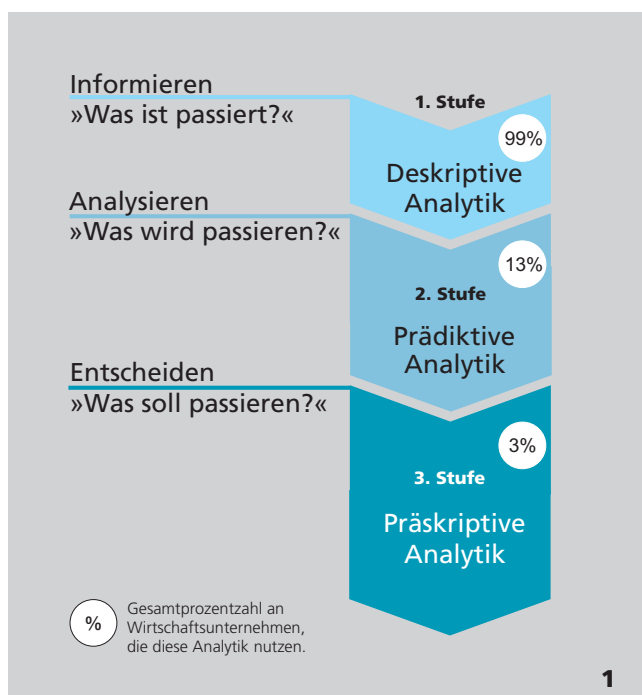 Informieren
»Was ist passiert?«
1. Stufe
99%
Deskriptive
Analytik
Analysieren
»Was wird passieren?«
13%
2. Stufe
Prädiktive
Analytik
Entscheiden
»Was soll passieren?«
3%
3. Stufe
Präskriptive
Analytik
%
Gesamtprozentzahl an
Wirtschaftsunternehmen,
die diese Analytik nutzen.
1